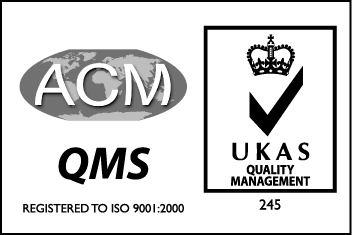 ACM
QMS
REGISTERED TO ISO 9001:2000
UKAS
QUALITY
MANAGEMENT
245